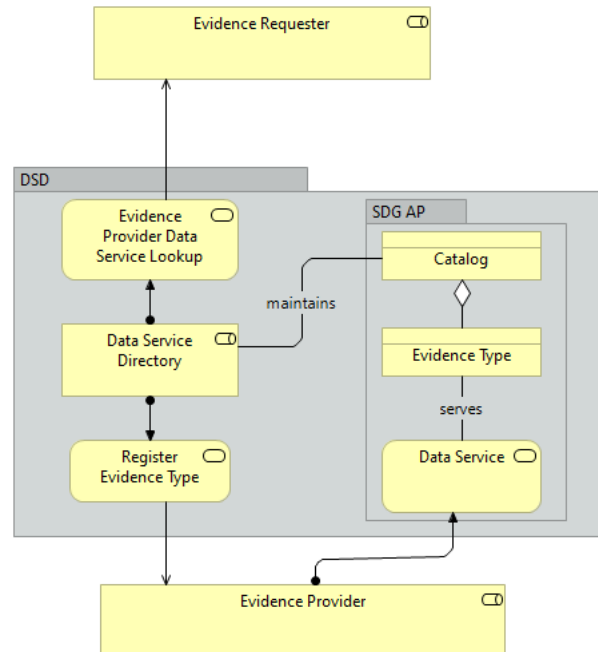 Evidence Requester
DSD
Evidence
Provider Data
Service Lookup
SDG AP
Catalog
maintains
Data Service
Directory
Evidence Type
serves
Register
Evidence Type
Data Service
Evidence Provider